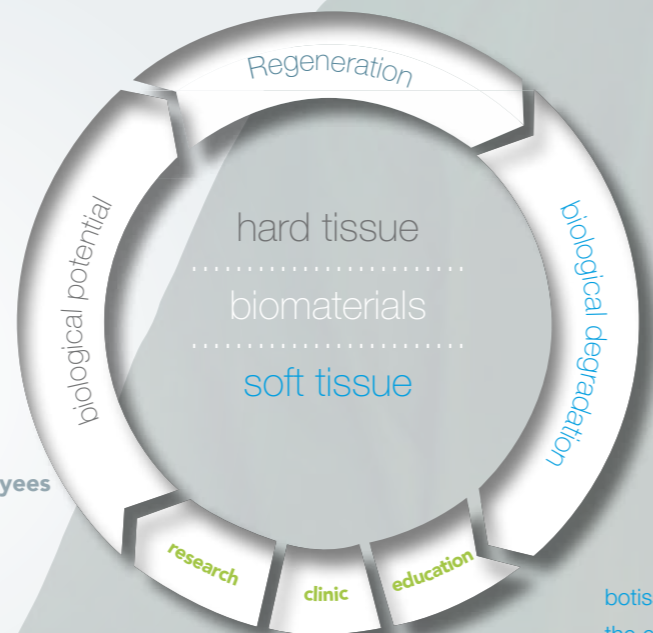 Regeneration
biological potential
biological degradation
hard tissue
biomaterials
soft tissue
yees
research
clinic
education
botis